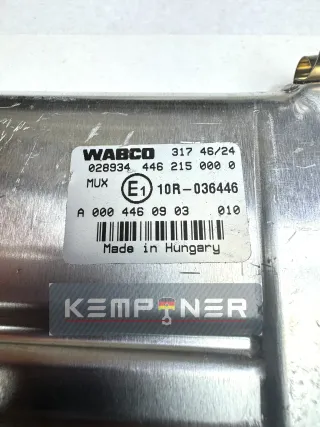 WABCO 317 46/24
028934 446 215 000 0
MUX E1 10R-036446
A 000 446 09 03 010
Made in Hungary
KEMPTNER